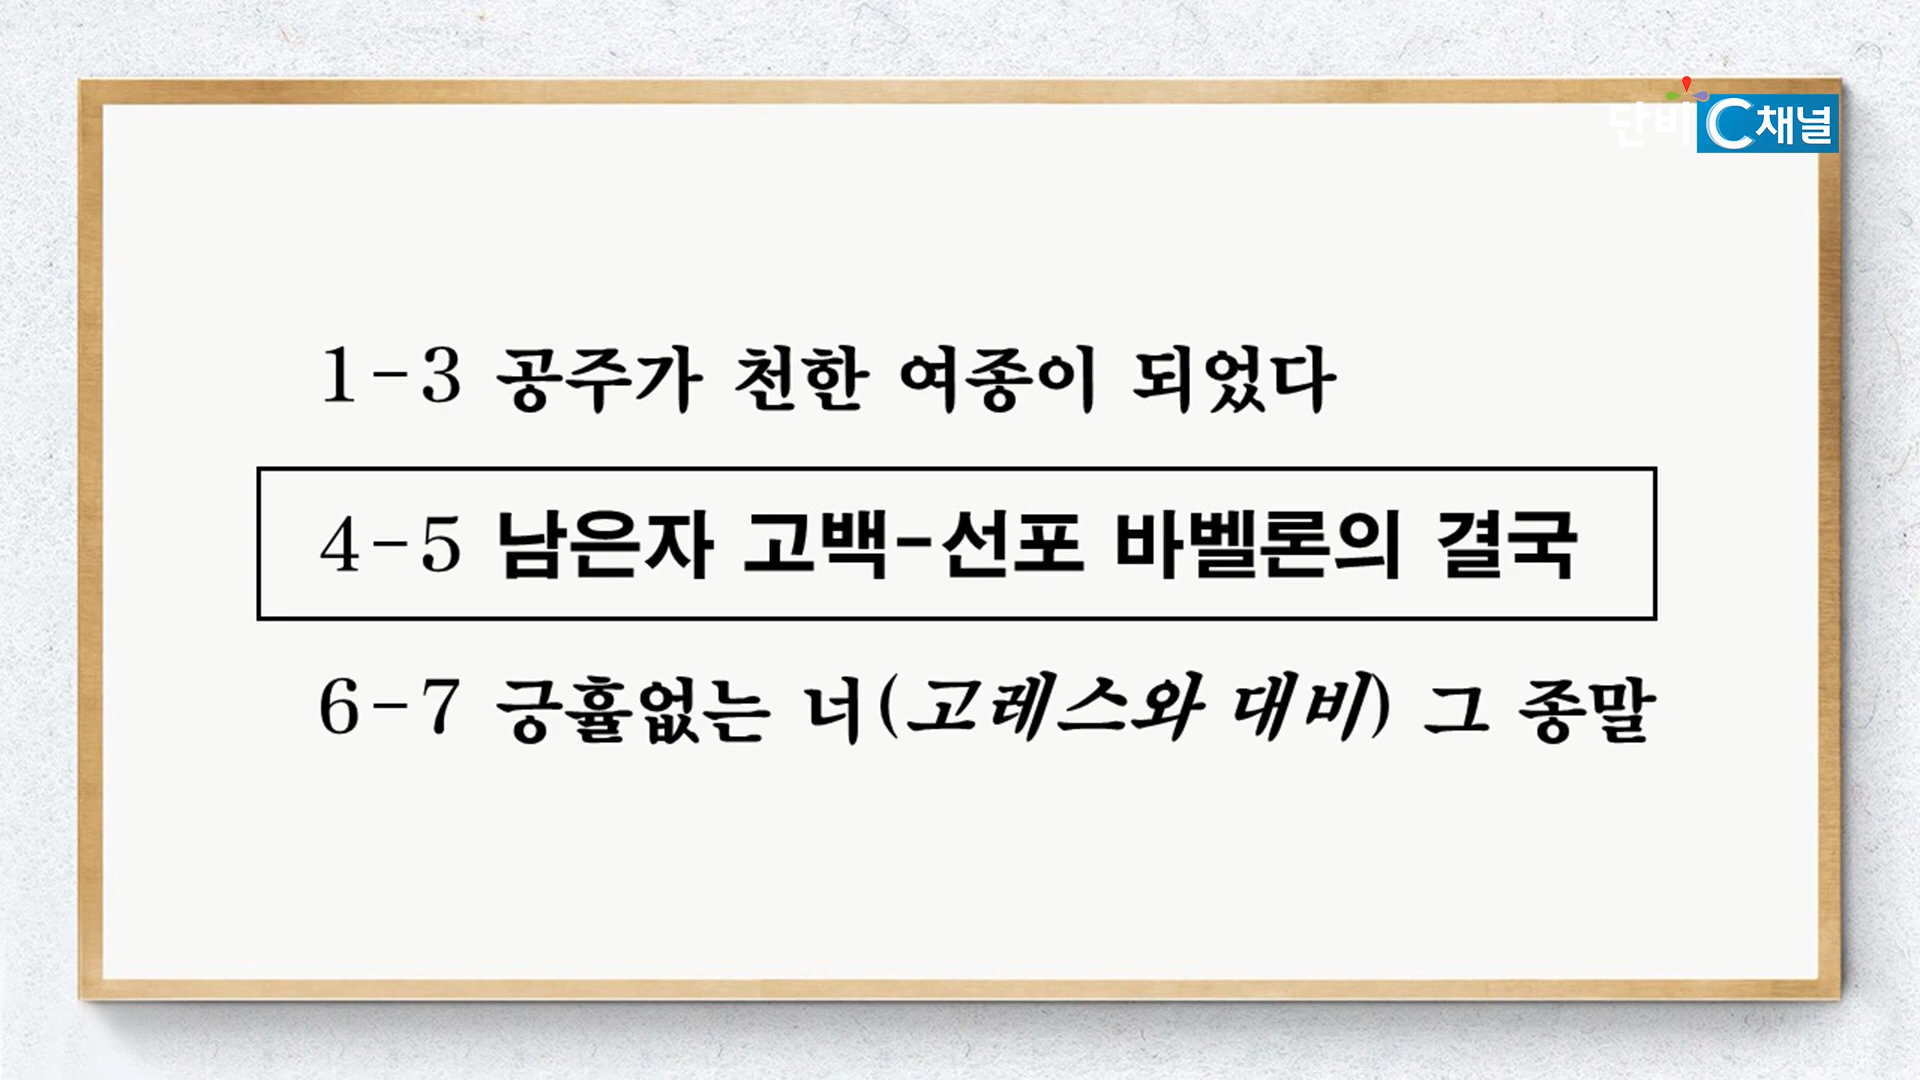 단비 C채널
1-3 공주가 천한 여종이 되었다
4-5 남은자 고백-선포 바벨론의 결국
6-7 긍휼없는 너(고레스와 대비) 그 종말